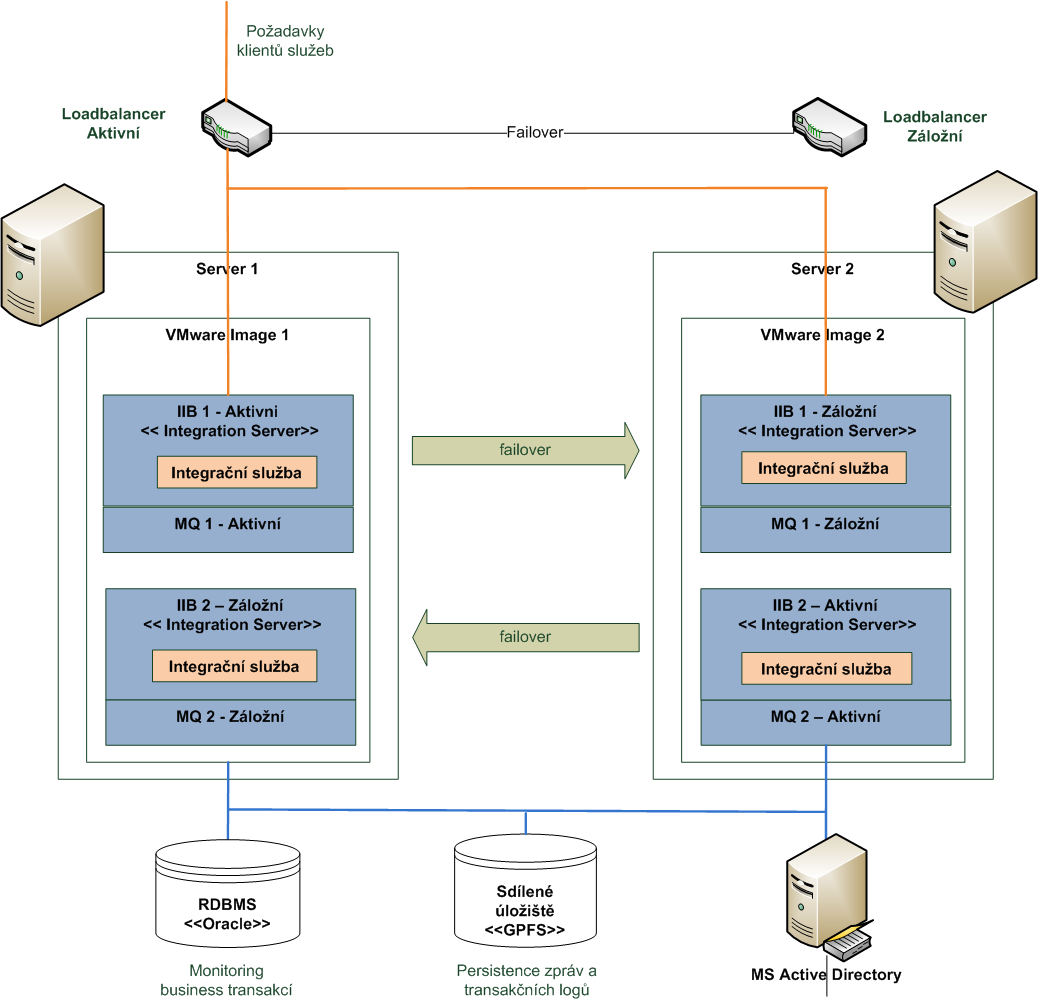 Požadavky
klientů služeb
Loadbalancer
Aktivní
Failover
Loadbalancer
Záložní
Server 1
Server 2
VMware Image 1
VMware Image 2
IIB 1 - Aktivni
<< Integration Server>>
Integrační služba
MQ 1 - Aktivní
failover
IIB 1 - Záložní
<< Integration Server>>
Integrační služba
MQ 1 - Záložní
IIB 2 – Záložní
<< Integration Server>>
Integrační služba
MQ 2 - Záložní
failover
IIB 2 – Aktivní
<< Integration Server>>
Integrační služba
MQ 2 – Aktivní
RDBMS
<<Oracle>>
Monitoring
business transakcí
Sdílené
úložiště
<<GPFS>>
Persistence zpráv a
transakčních logů
MS Active Directory